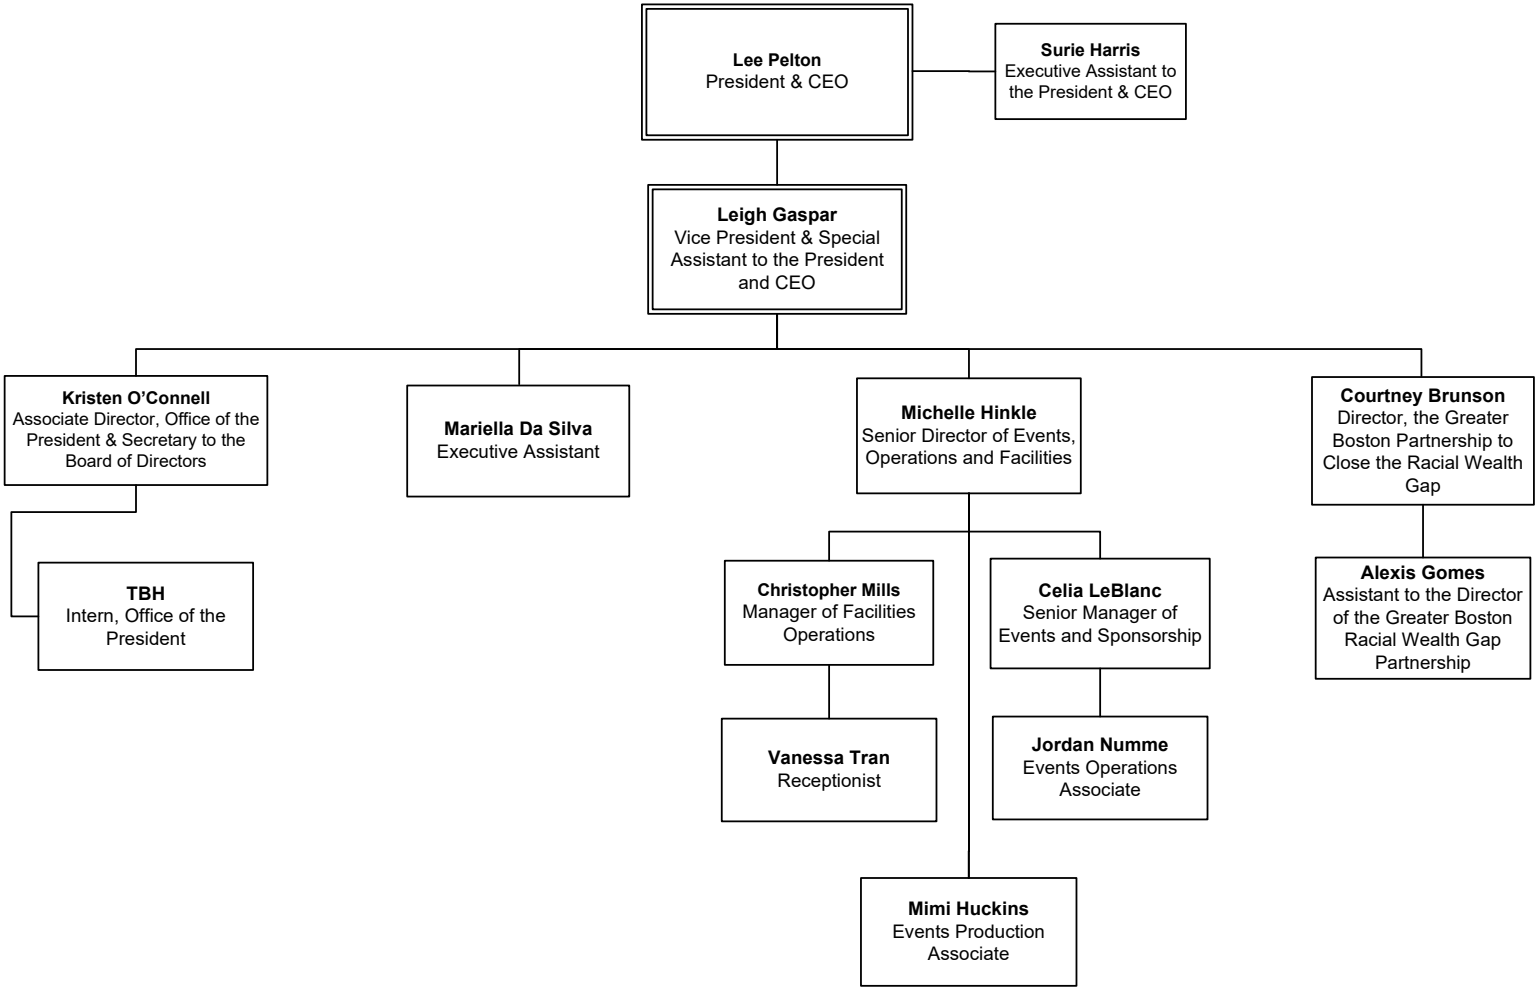 Lee Pelton
President & CEO
Surie Harris
Executive Assistant to
the President & CEO
Leigh Gaspar
Vice President & Special
Assistant to the President
and CEO
Kristen O’Connell
Associate Director, Office of the
President & Secretary to the
Board of Directors
Mariella Da Silva
Executive Assistant
Michelle Hinkle
Senior Director of Events,
Operations and Facilities
Courtney Brunson
Director, the Greater
Boston Partnership to
Close the Racial Wealth
Gap
TBH
Intern, Office of the
President
Christopher Mills
Manager of Facilities
Operations
Celia LeBlanc
Senior Manager of
Events and Sponsorship
Alexis Gomes
Assistant to the Director
of the Greater Boston
Racial Wealth Gap
Partnership
Vanessa Tran
Receptionist
Jordan Numme
Events Operations
Associate
Mimi Huckins
Events Production
Associate